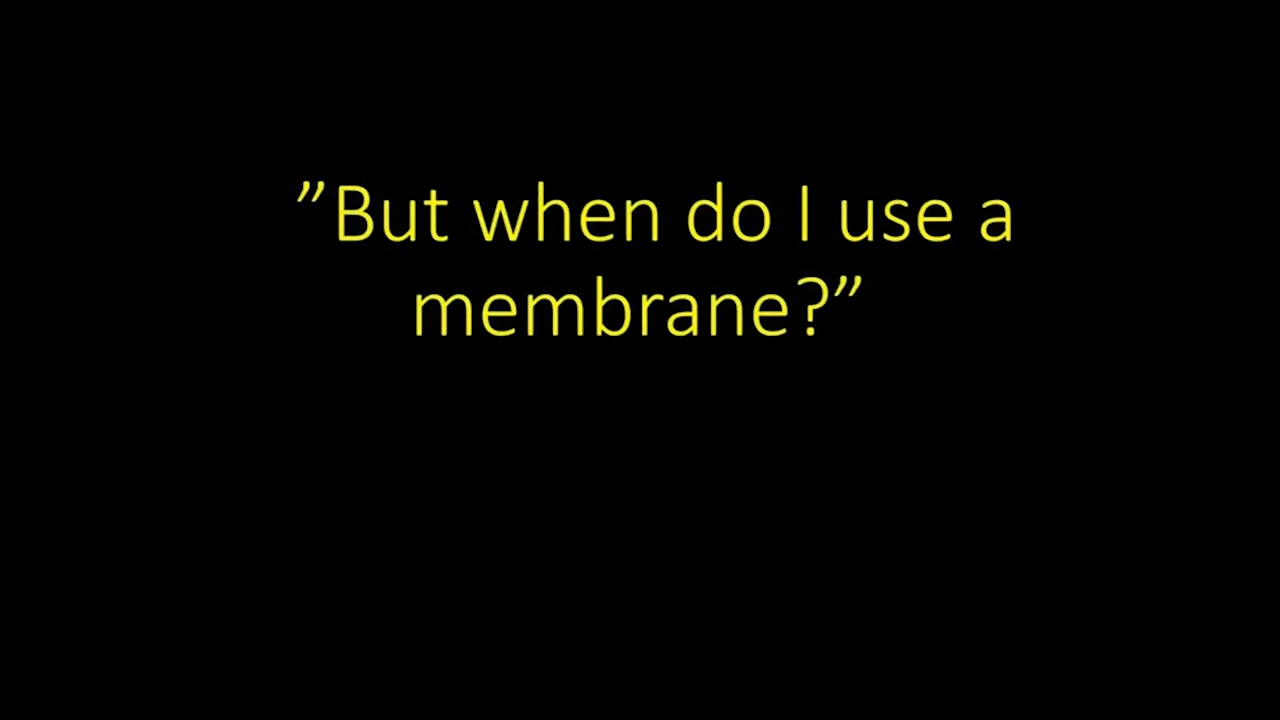 ”But when do I use a
membrane?”